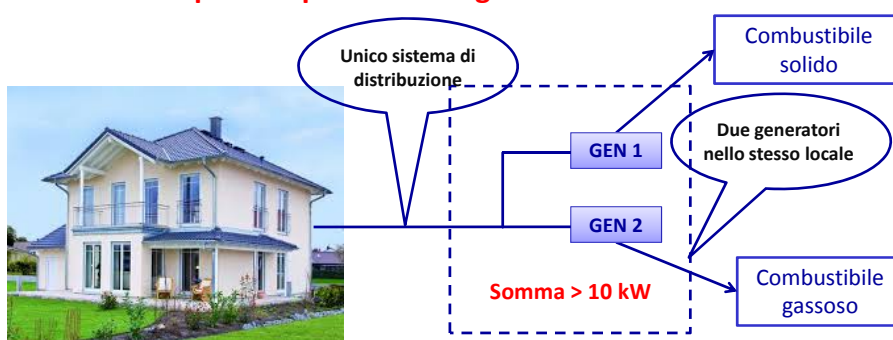 Unico sistema di
distribuzione
Combustibile
solido
GEN 1
Due generatori
nello stesso locale
GEN 2
Somma > 10 kW
Combustibile
gassoso